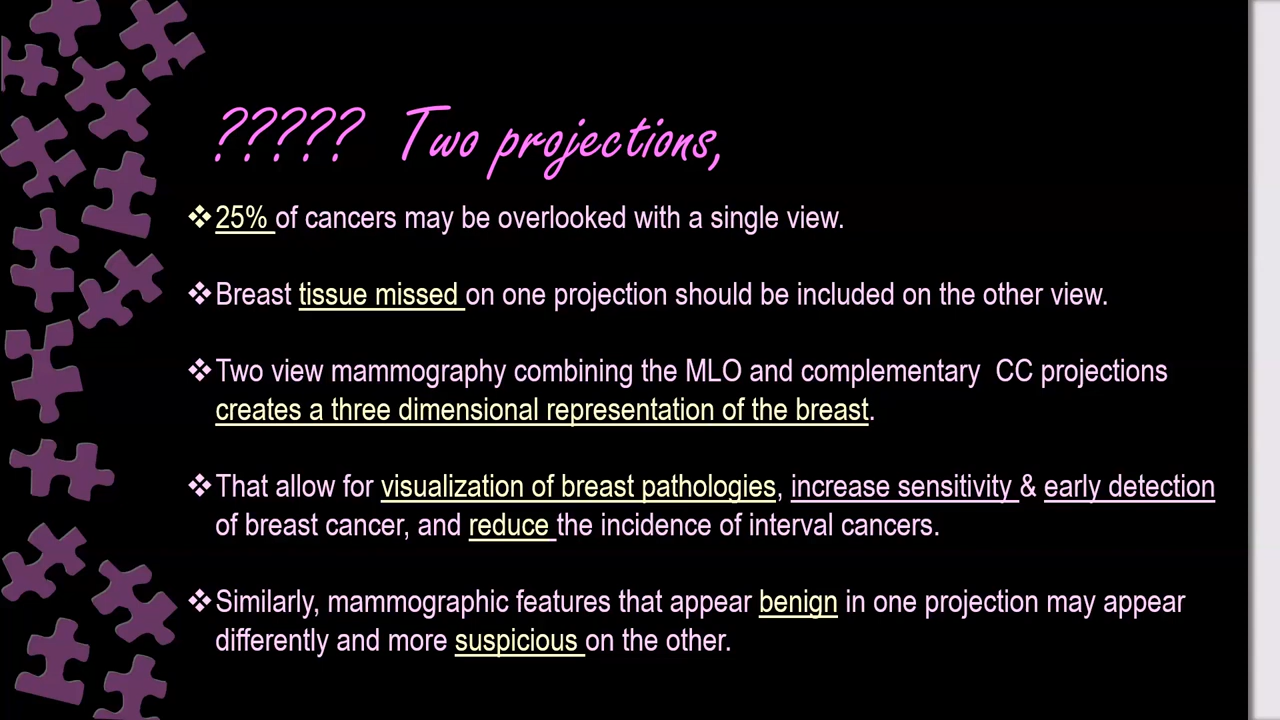 ????? Two projections,
❖25% of cancers may be overlooked with a single view.
❖Breast tissue missed on one projection should be included on the other view.
❖Two view mammography combining the MLO and complementary CC projections
creates a three dimensional representation of the breast.
❖That allow for visualization of breast pathologies, increase sensitivity & early detection
of breast cancer, and reduce the incidence of interval cancers.
❖Similarly, mammographic features that appear benign in one projection may appear
differently and more suspicious on the other.